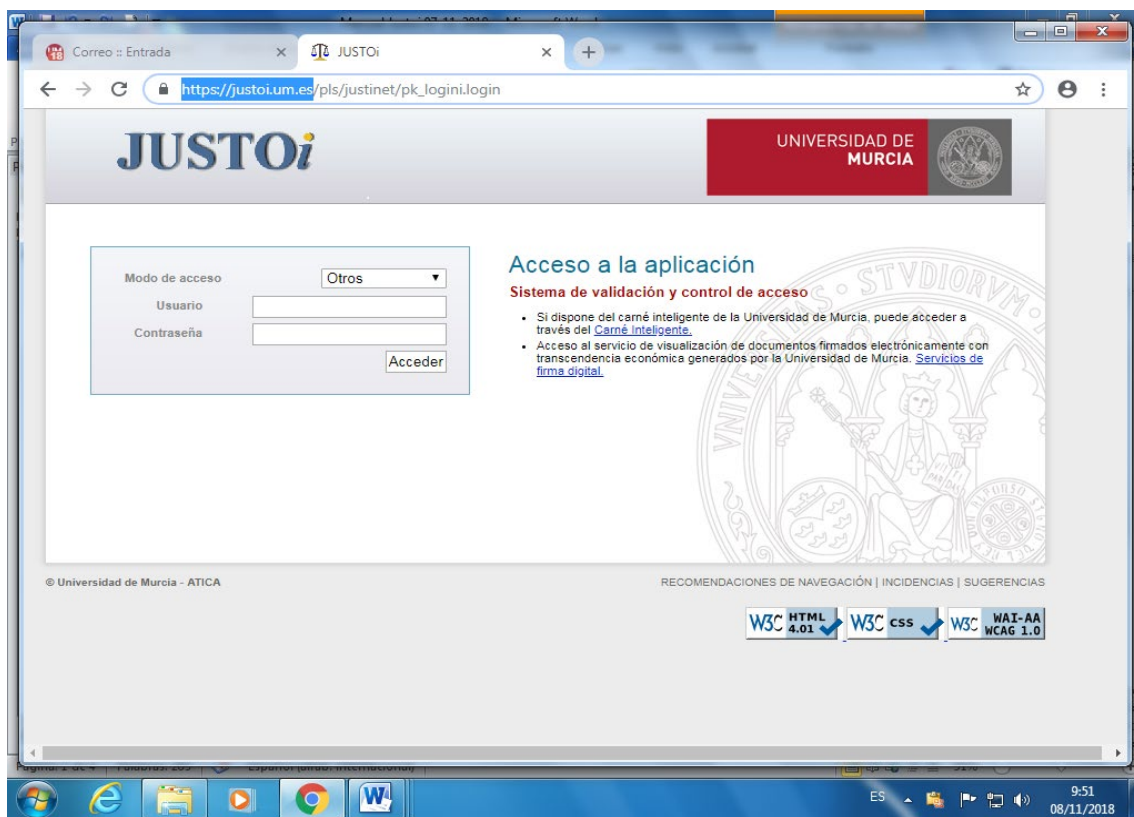 Correo :: Entrada
JUSTOi
https://justoi.um.es/pls/justinet/pk_logini.login
JUSTOi
UNIVERSIDAD DE
MURCIA
Modo de acceso
Otros
Usuario
Contraseña
Acceder
Acceso a la aplicación
Sistema de validación y control de acceso
Si dispone del carné inteligente de la Universidad de Murcia, puede acceder a
través del Carné Inteligente.
Acceso al servicio de visualización de documentos firmados electrónicamente con
transcendencia económica generados por la Universidad de Murcia. Servicios de
firma digital.
STVDIORVM
© Universidad de Murcia - ATICA
RECOMENDACIONES DE NAVEGACIÓN | INCIDENCIAS | SUGERENCIAS
W3C HTML 4.01
W3C css
W3C WAI-AA WCAG 1.0
ES
9:51
08/11/2018